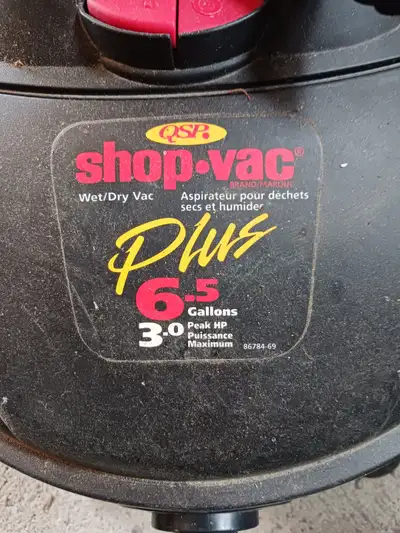 QSP®
shop•vac®
BRAND/MARQUE
Wet/Dry Vac
Aspirateur pour déchets
secs et humides
Plus
6.5
Gallons
3.0 Peak HP
Puissance
Maximum
86784-69